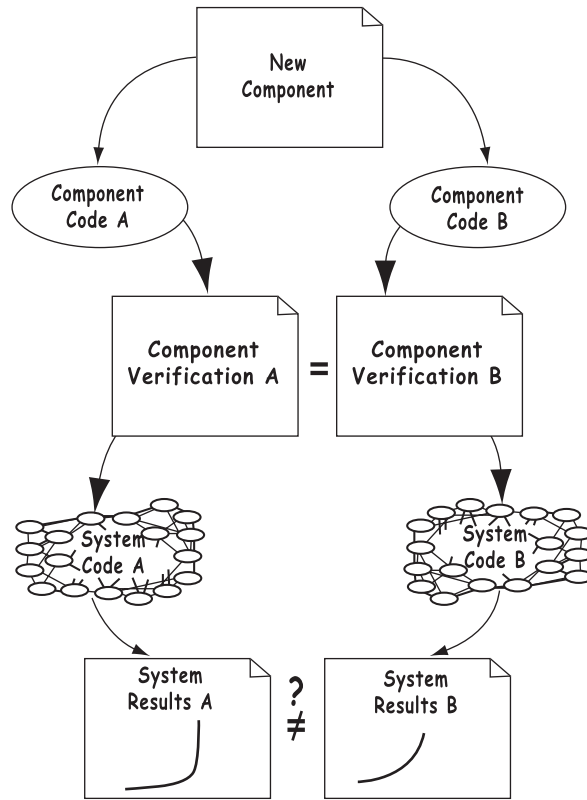 New
Component
Component
Code A
Component
Code B
Component
Verification A
=
Component
Verification B
System
Code A
System
Code B
System
Results A
?
≠
System
Results B